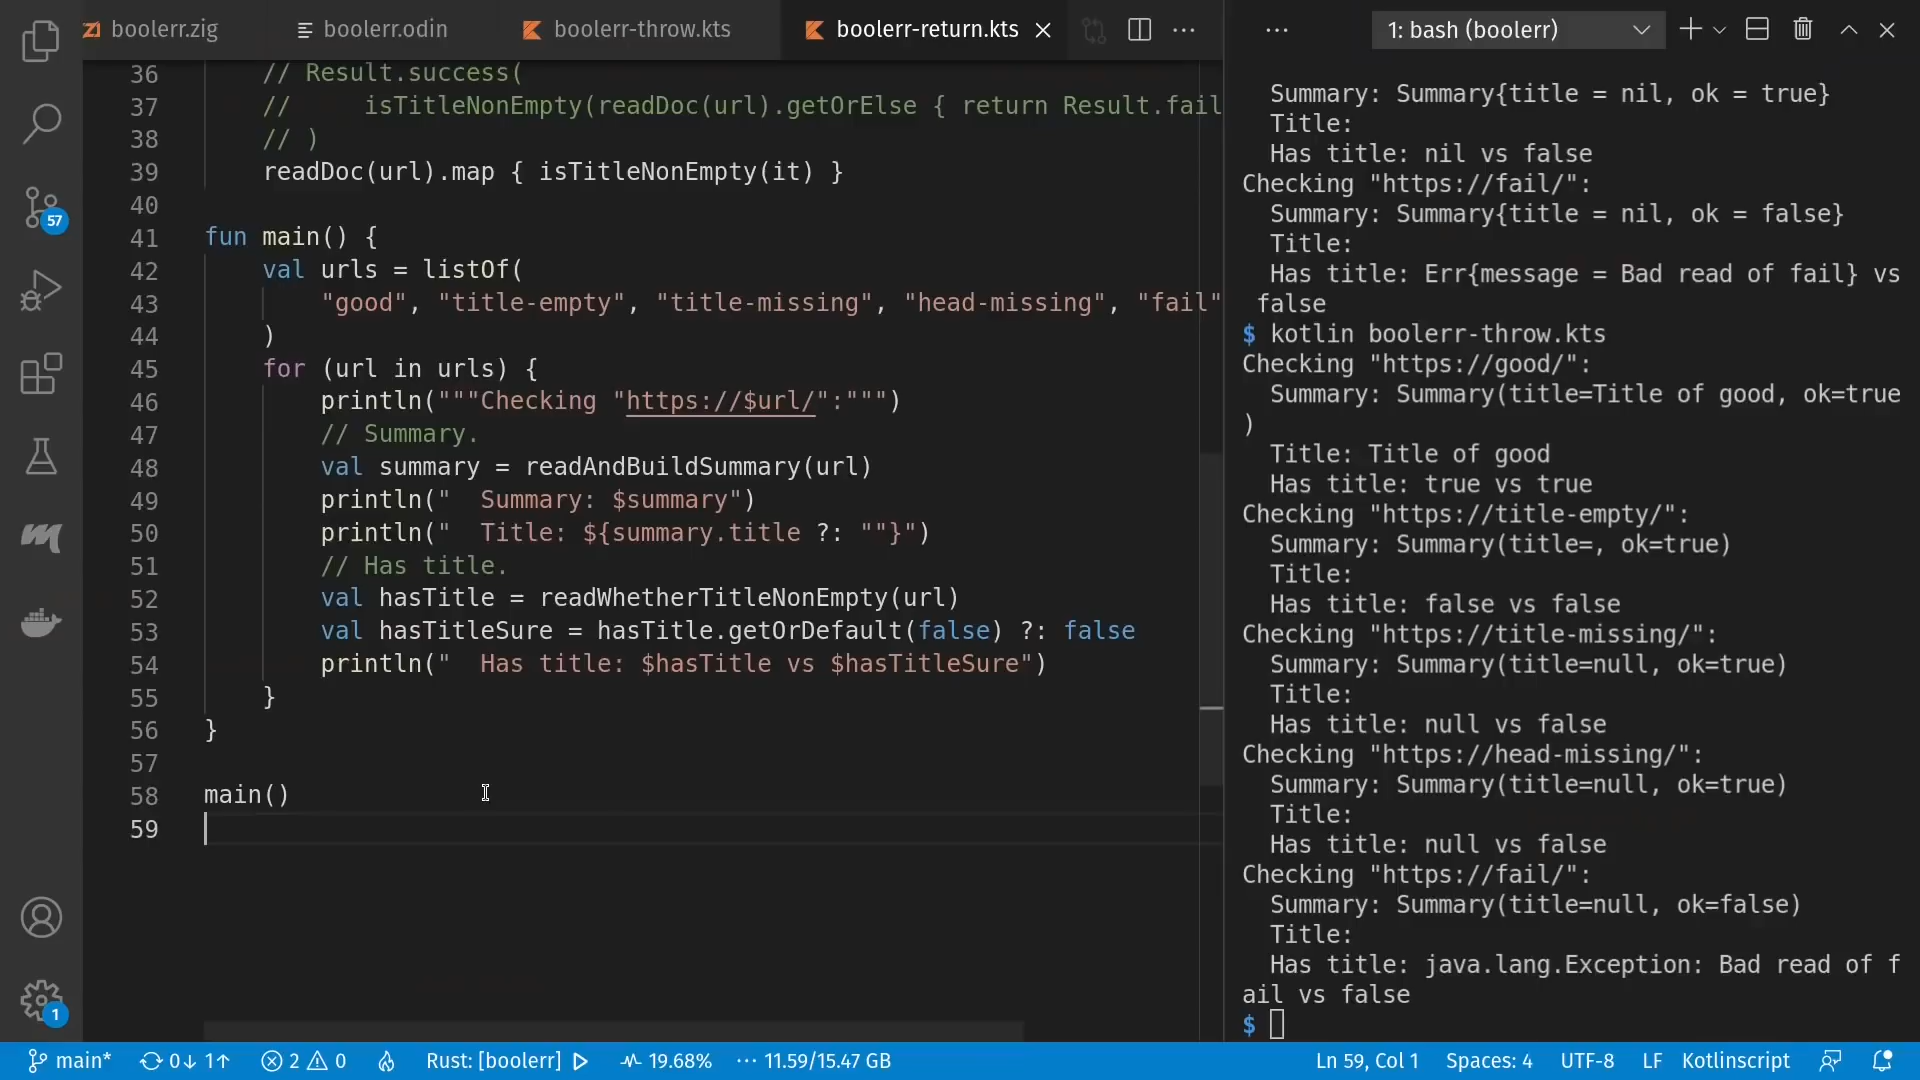 boolerr.zig
boolerr.odin
boolerr-throw.kts
boolerr-return.kts
36 // Result.success(
37 //     isTitleNonEmpty(readDoc(url).getOrElse { return Result.fail
38 // )
39 readDoc(url).map { isTitleNonEmpty(it) }
40
41 fun main() {
42 val urls = listOf(
43 "good", "title-empty", "title-missing", "head-missing", "fail"
44 )
45 for (url in urls) {
46 println("""Checking "https://$url/":""")
47 // Summary.
48 val summary = readAndBuildSummary(url)
49 println("  Summary: $summary")
50 println("  Title: ${summary.title ?: ""}")
51 // Has title.
52 val hasTitle = readWhetherTitleNonEmpty(url)
53 val hasTitleSure = hasTitle.getOrDefault(false) ?: false
54 println("  Has title: $hasTitle vs $hasTitleSure")
55 }
56 }
57
58 main()
59
57
1
1: bash (boolerr)
Summary: Summary{title = nil, ok = true}
Title:
Has title: nil vs false
Checking "https://fail/":
Summary: Summary{title = nil, ok = false}
Title:
Has title: Err{message = Bad read of fail} vs
false
$ kotlin boolerr-throw.kts
Checking "https://good/":
Summary: Summary(title=Title of good, ok=true
)
Title: Title of good
Has title: true vs true
Checking "https://title-empty/":
Summary: Summary(title=, ok=true)
Title:
Has title: false vs false
Checking "https://title-missing/":
Summary: Summary(title=null, ok=true)
Title:
Has title: null vs false
Checking "https://head-missing/":
Summary: Summary(title=null, ok=true)
Title:
Has title: null vs false
Checking "https://fail/":
Summary: Summary(title=null, ok=false)
Title:
Has title: java.lang.Exception: Bad read of f
ail vs false
$
main* 0↓ 1↑ 2 0 Rust: [boolerr] 19.68% 11.59/15.47 GB Ln 59, Col 1 Spaces: 4 UTF-8 LF Kotlinscript